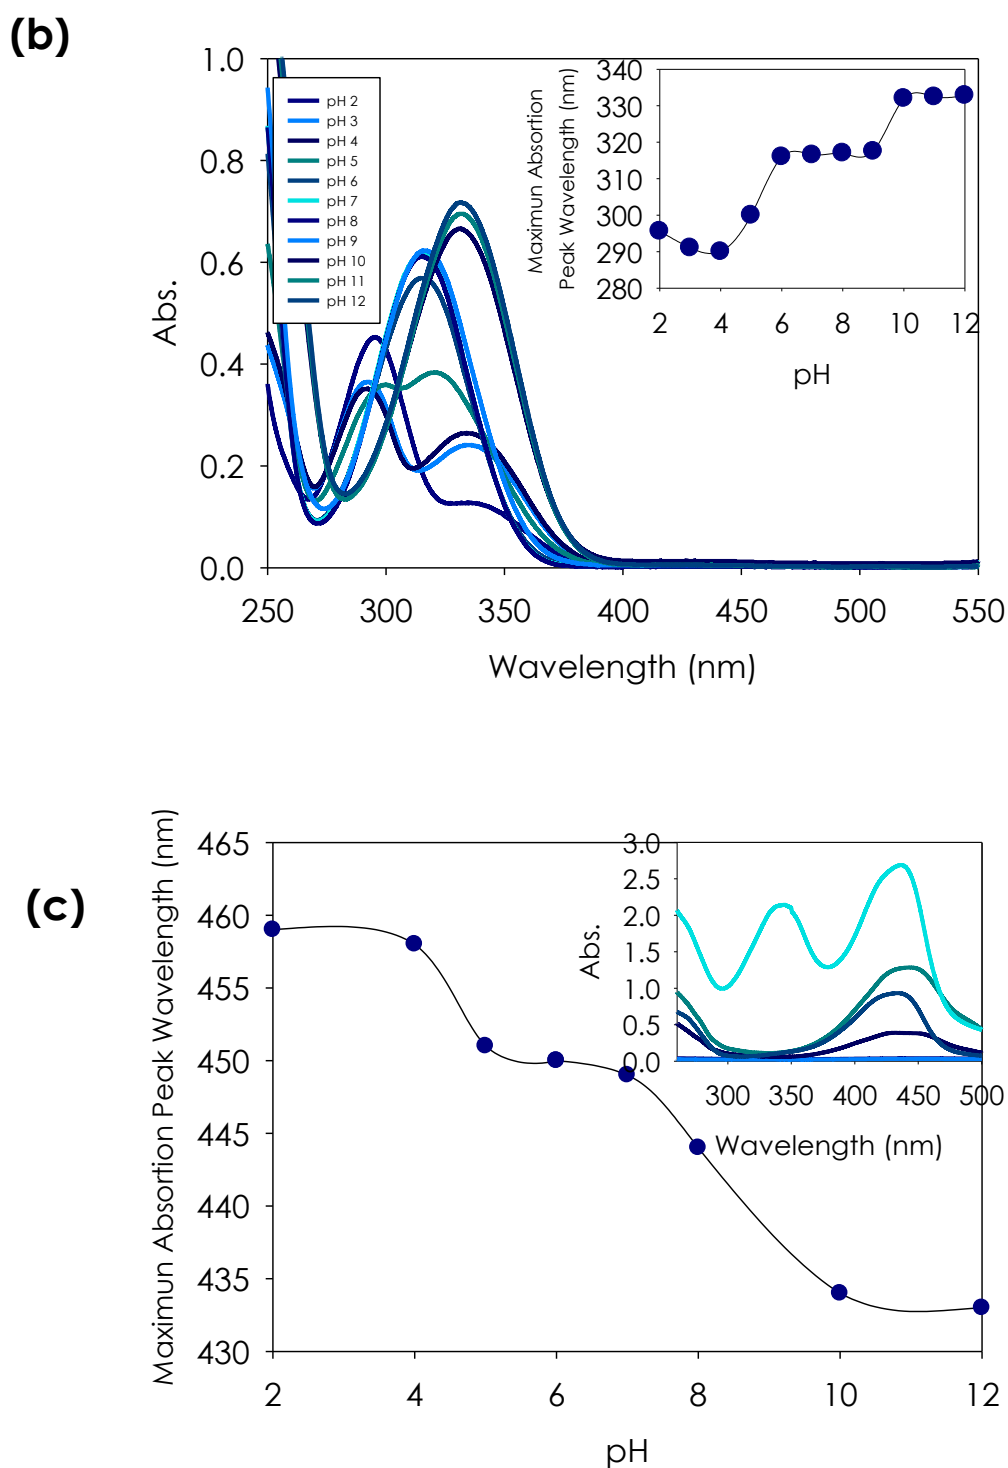 (b)
1.0
0.8
0.6
0.4
0.2
0.0
Abs.
pH 2
pH 3
pH 4
pH 5
pH 6
pH 7
pH 8
pH 9
pH 10
pH 11
pH 12
250 300 350 400 450 500 550
Wavelength (nm)
Maximun Absortion
Peak Wavelength (nm)
340
330
320
310
300
290
280
2 4 6 8 10 12
pH
(c)
Maximun Absortion Peak Wavelength (nm)
465
460
455
450
445
440
435
430
2 4 6 8 10 12
pH
Abs.
3.0
2.5
2.0
1.5
1.0
0.5
0.0
300 350 400 450 500
Wavelength (nm)